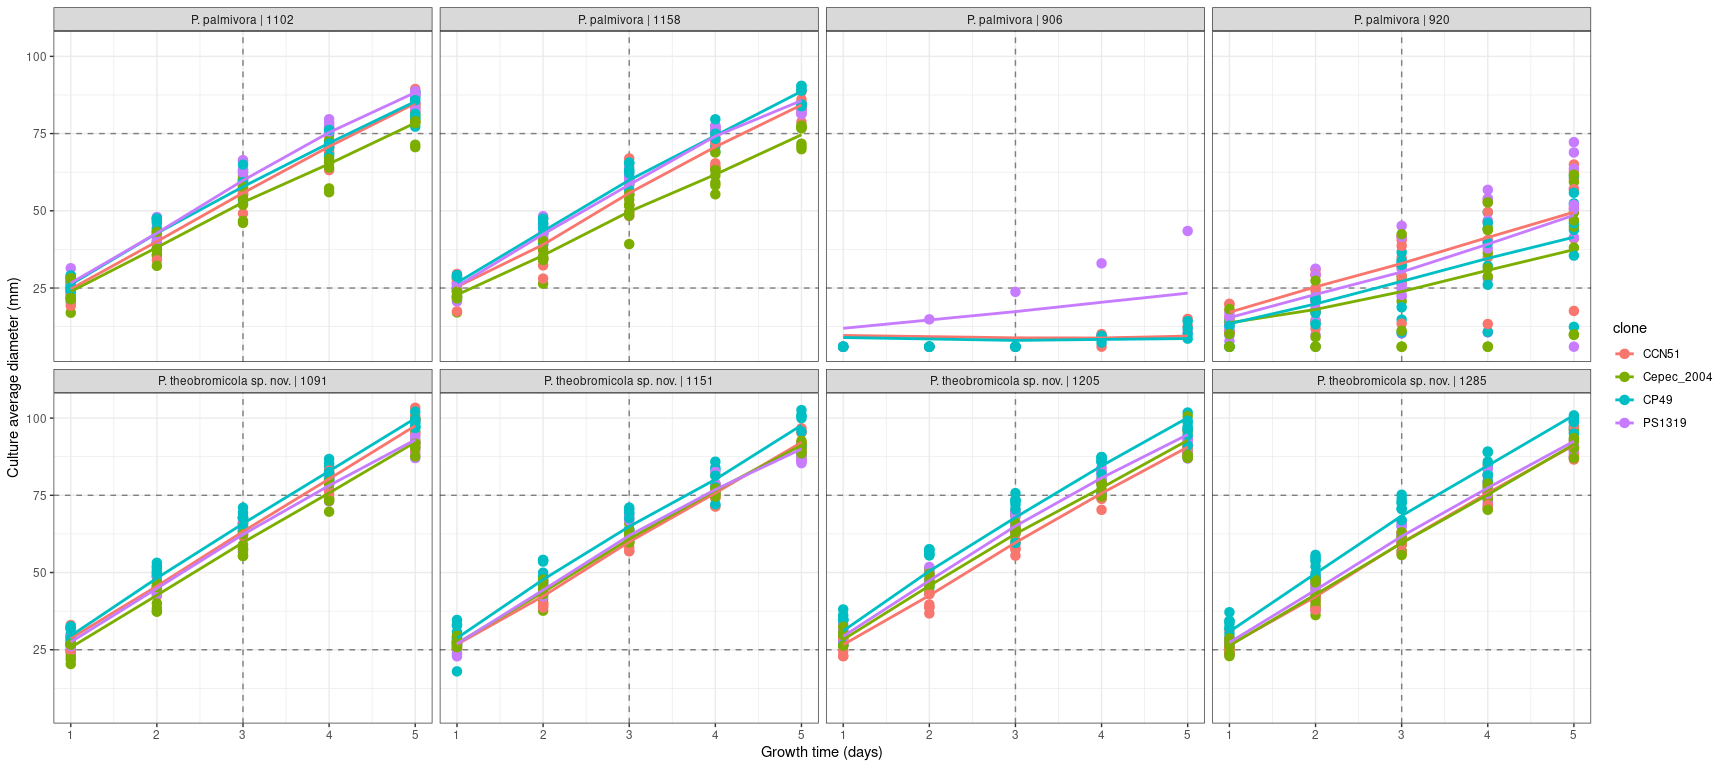 P. palmivora | 1102
P. palmivora | 1158
P. palmivora | 906
P. palmivora | 920
100
75
50
25
P. theobromicola sp. nov. | 1091
P. theobromicola sp. nov. | 1151
P. theobromicola sp. nov. | 1205
P. theobromicola sp. nov. | 1285
100
75
50
25
1 2 3 4 5
1 2 3 4 5
1 2 3 4 5
1 2 3 4 5
Growth time (days)
Culture average diameter (mm)
clone
CCN51
Cepec_2004
CP49
PS1319